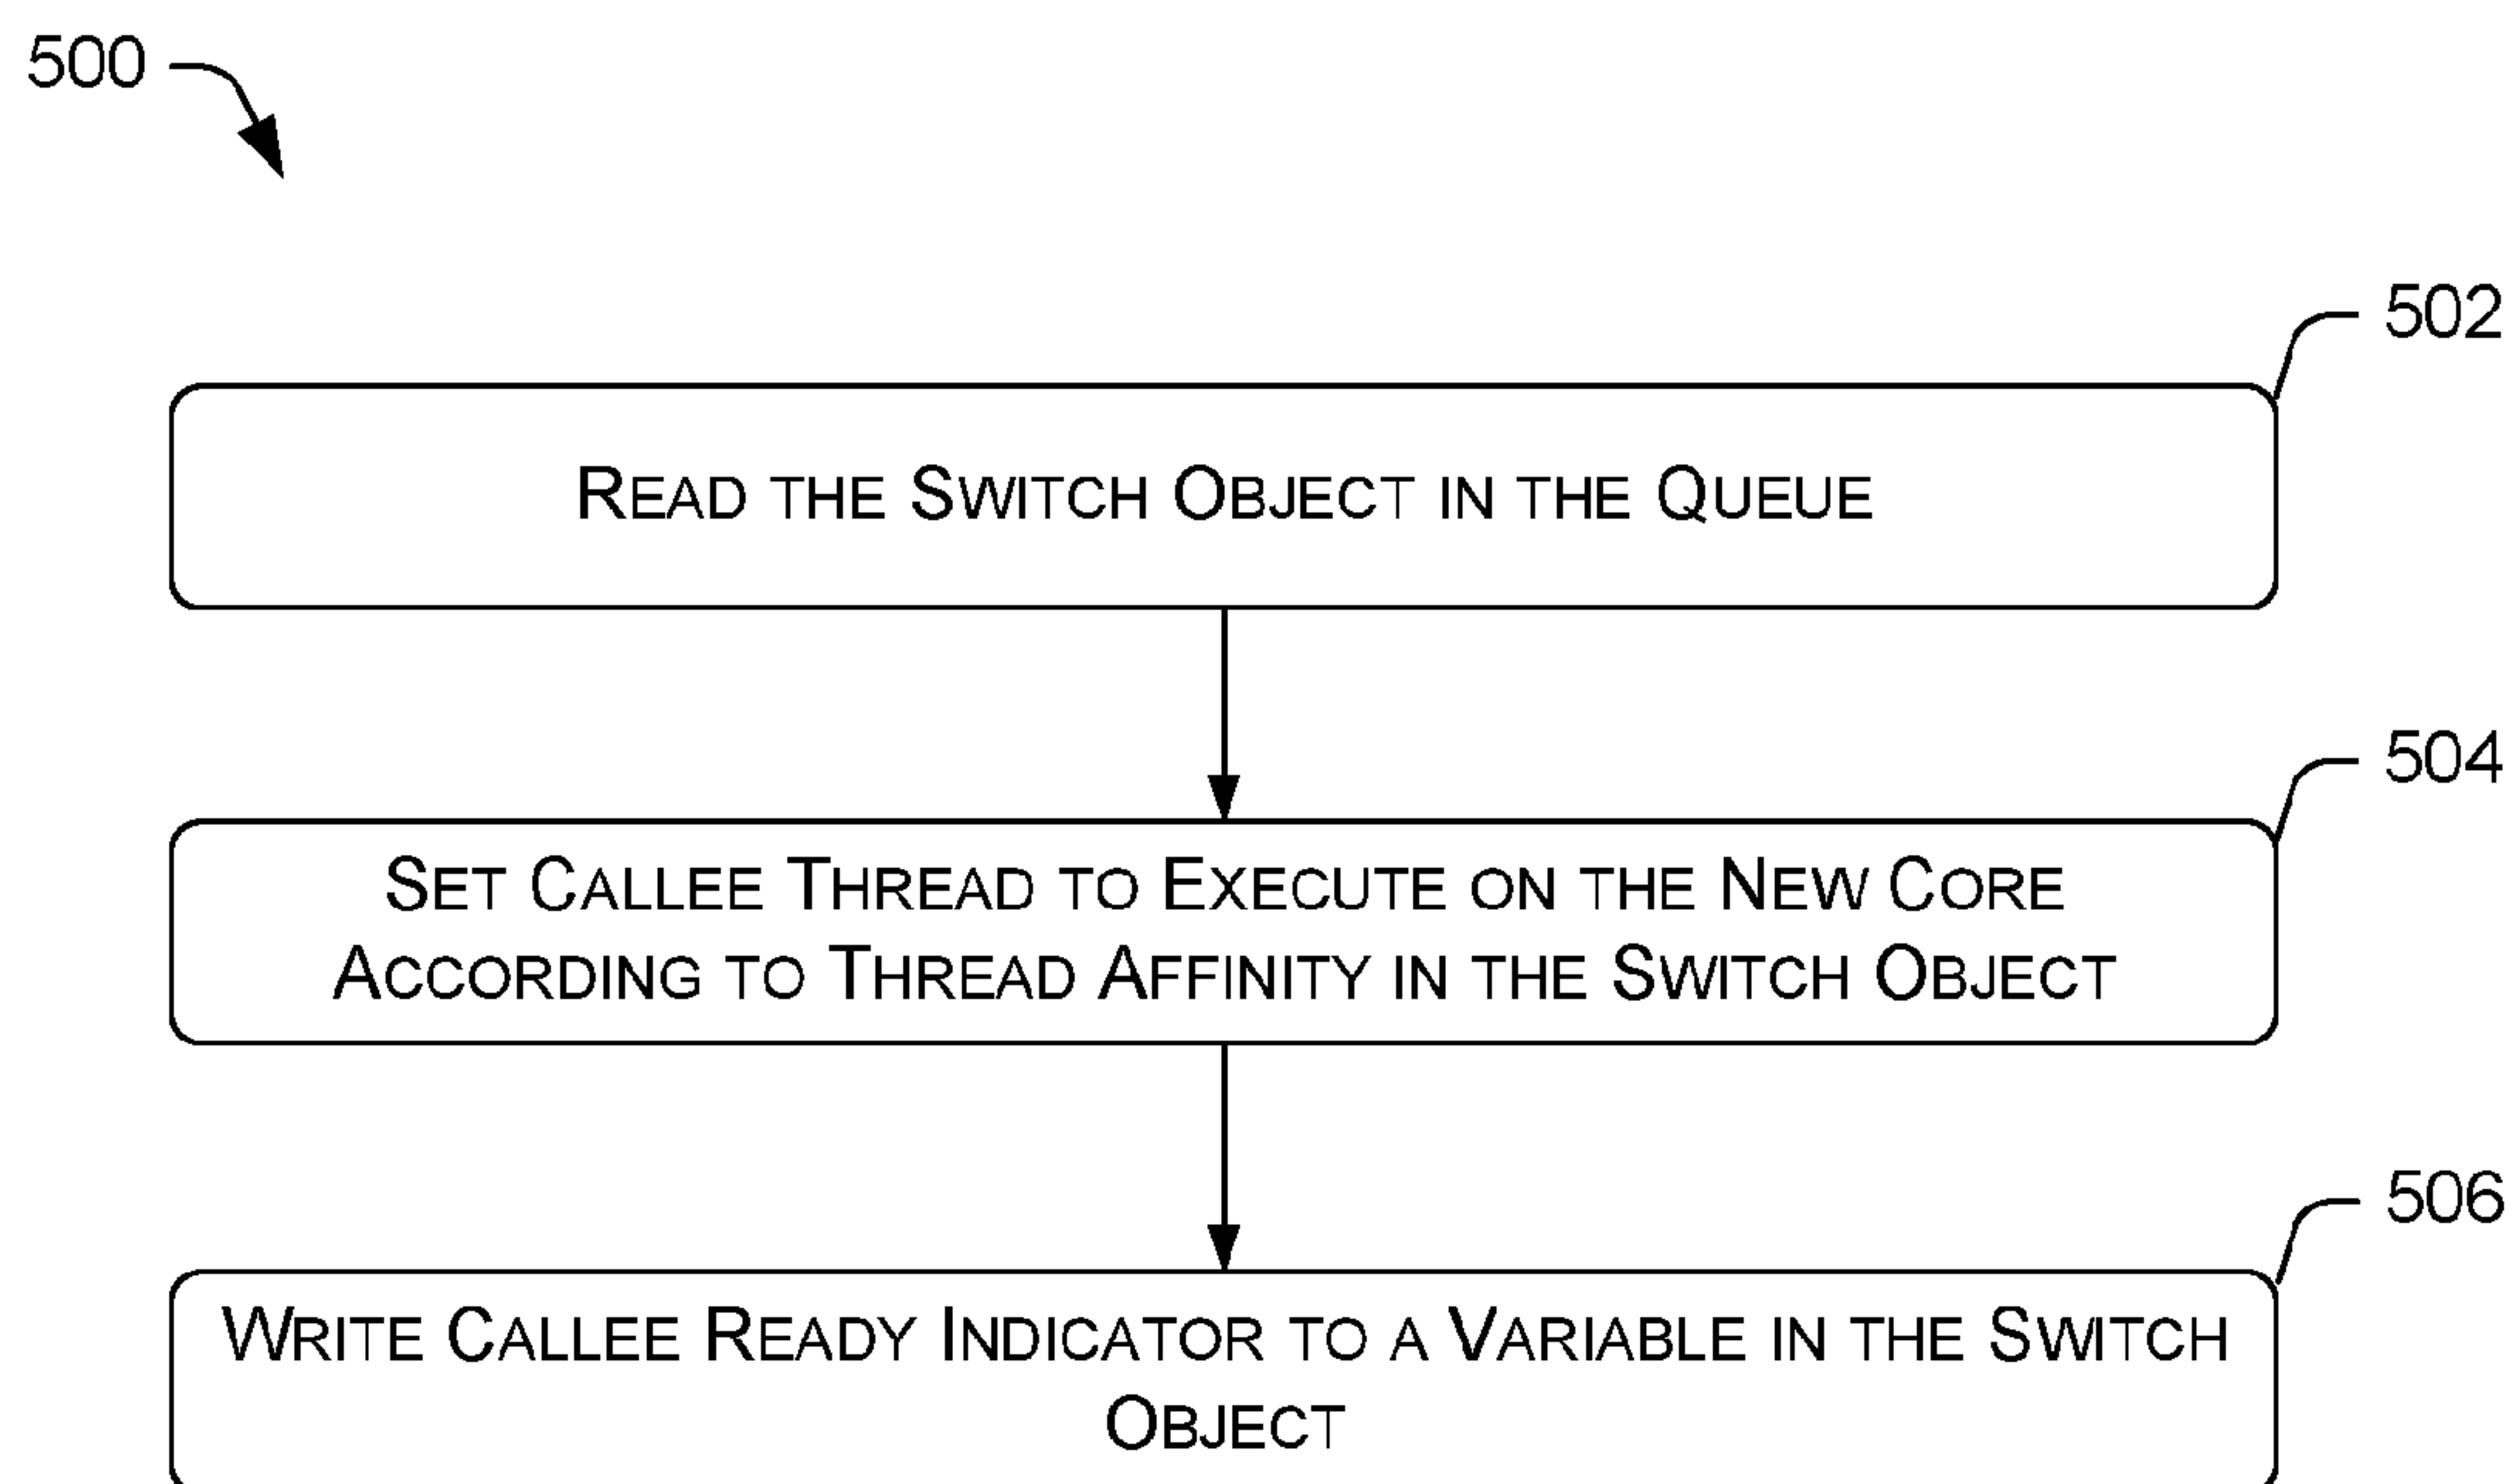 500
502
READ THE SWITCH OBJECT IN THE QUEUE
504
SET CALLEE THREAD TO EXECUTE ON THE NEW CORE
ACCORDING TO THREAD AFFINITY IN THE SWITCH OBJECT
506
WRITE CALLEE READY INDICATOR TO A VARIABLE IN THE SWITCH
OBJECT